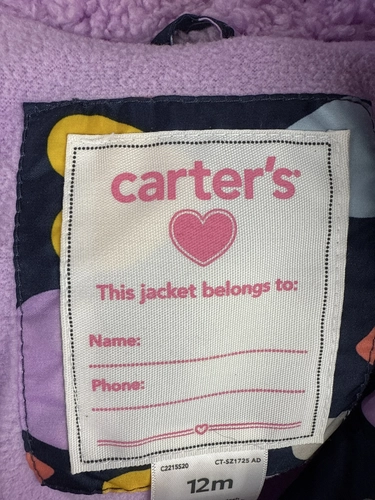 carter's®
This jacket belongs to:
Name:
Phone:
C2215520 CT-SZ1725 AD
12m